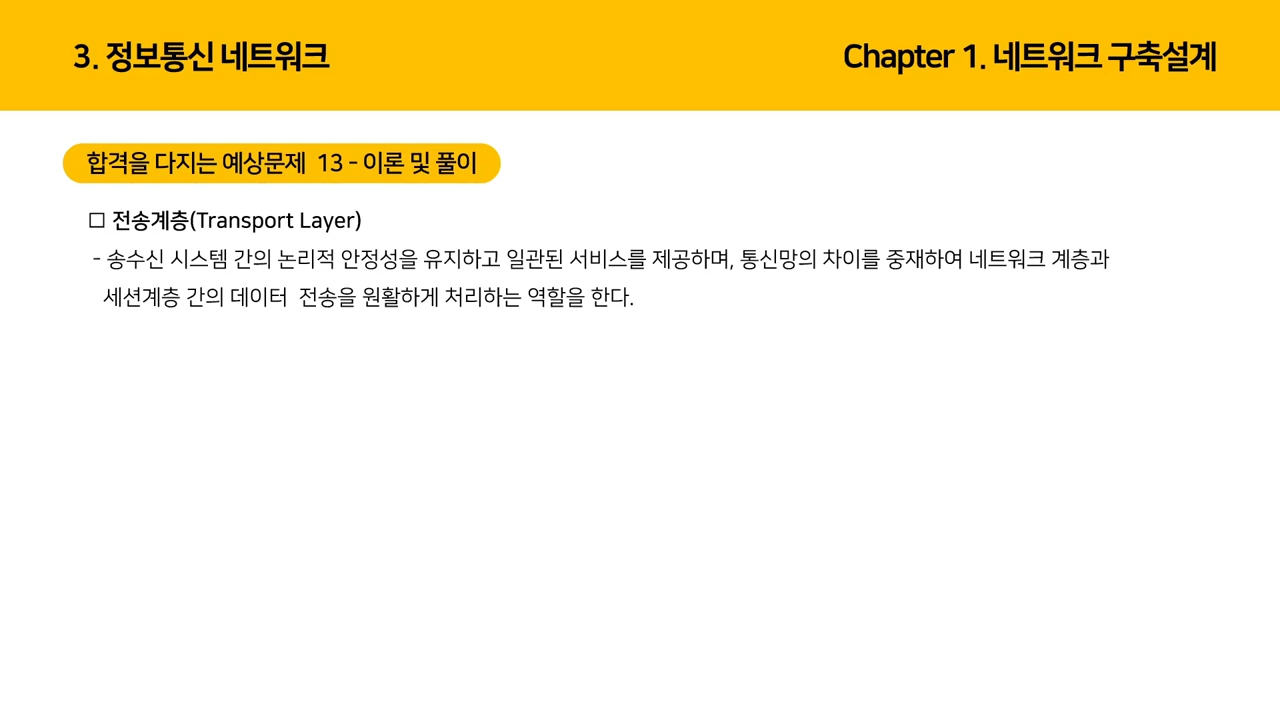 3. 정보통신 네트워크
Chapter 1. 네트워크 구축설계
합격을 다지는 예상문제 13 - 이론 및 풀이
□ 전송계층(Transport Layer)
- 송수신 시스템 간의 논리적 안정성을 유지하고 일관된 서비스를 제공하며, 통신망의 차이를 중재하여 네트워크 계층과
세션계층 간의 데이터 전송을 원활하게 처리하는 역할을 한다.